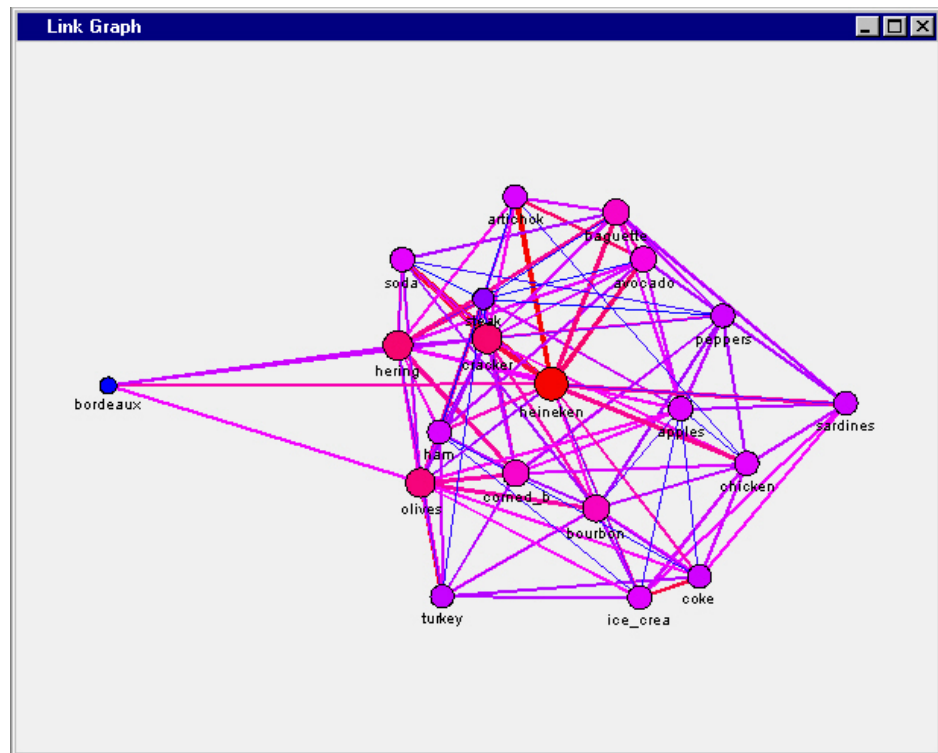 Link Graph
artichok
baguette
soda
avocado
steak
peppers
hering
cracker
bordeaux
heineken
sardines
apples
ham
chicken
olives
corned_b
bourbon
coke
turkey
ice_crea